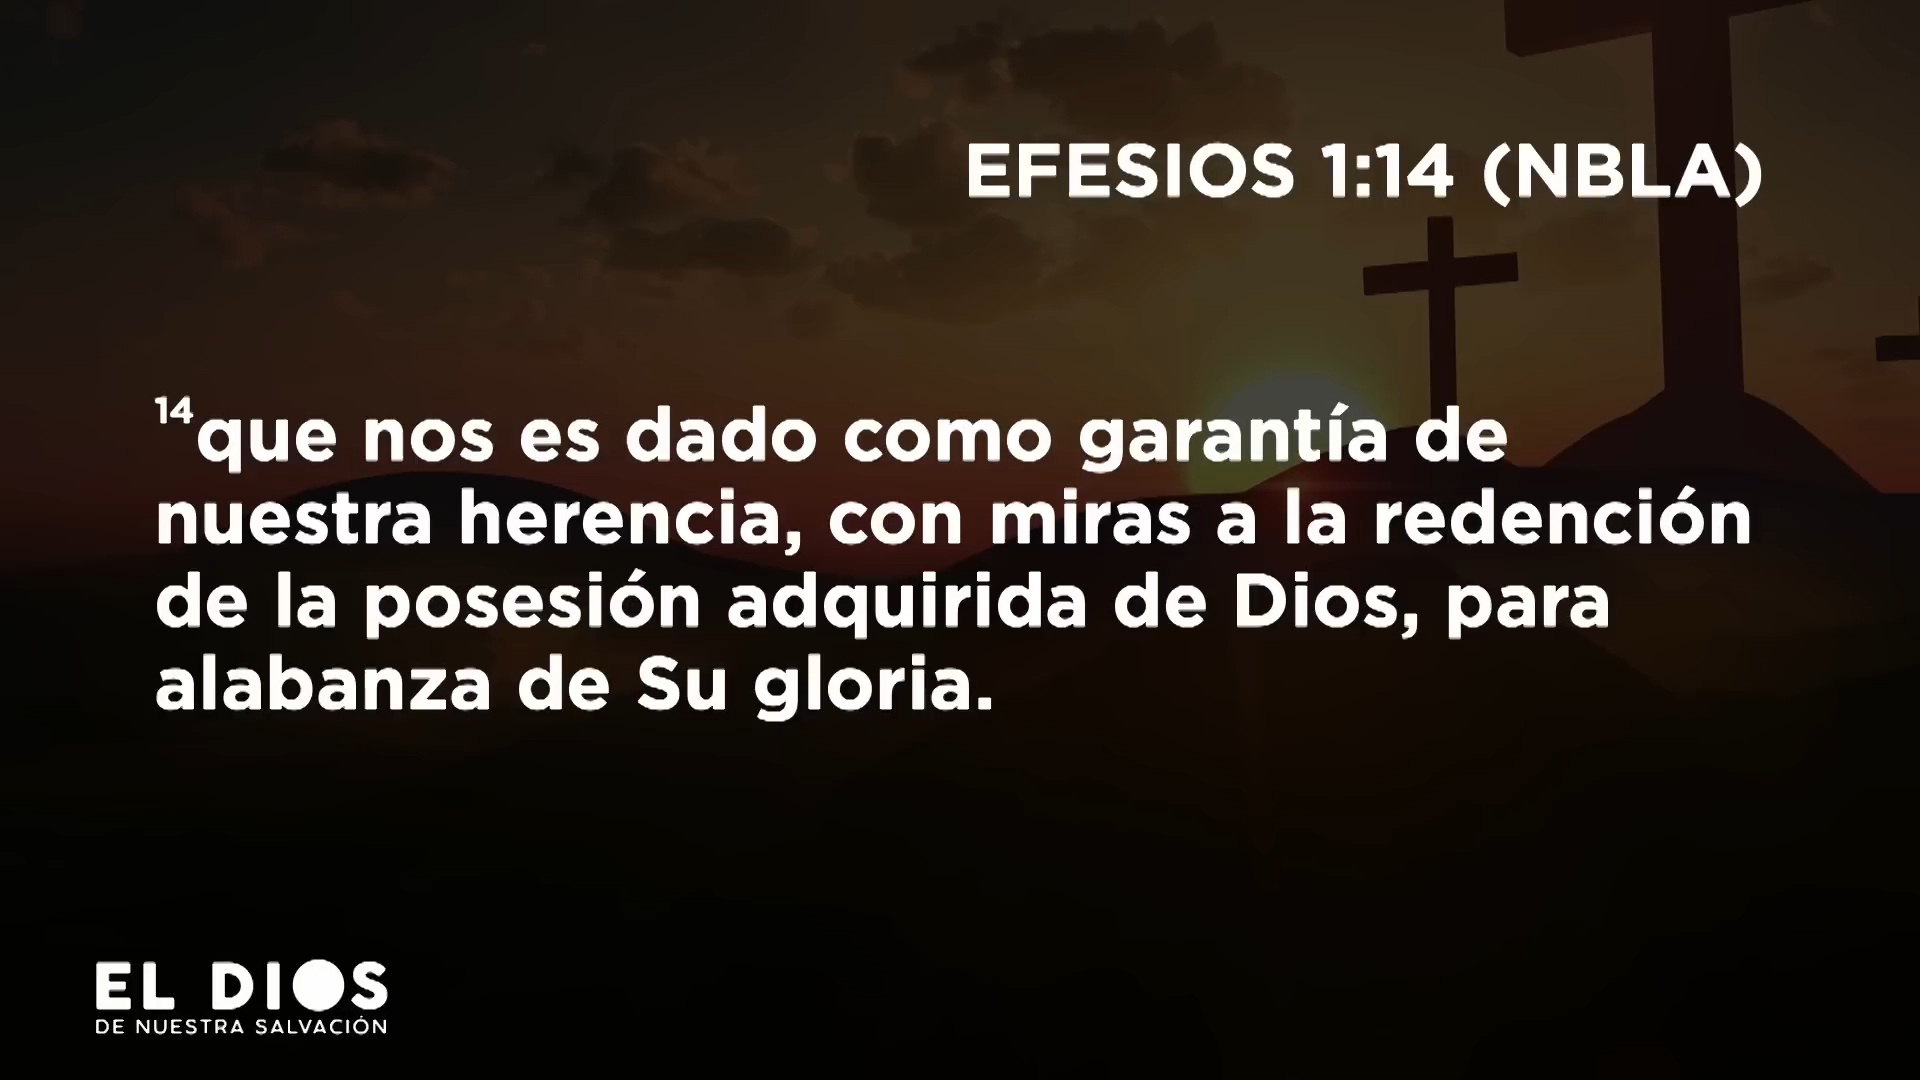 EFESIOS 1:14 (NBLA)
14que nos es dado como garantía de
nuestra herencia, con miras a la redención
de la posesión adquirida de Dios, para
alabanza de Su gloria.
EL DIOS
DE NUESTRA SALVACIÓN